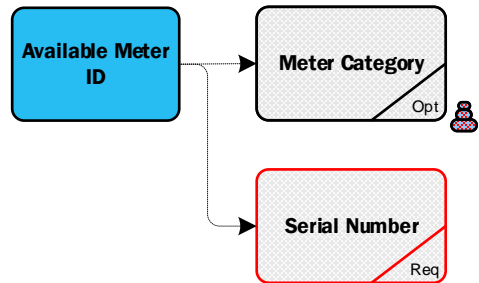 Available Meter
ID
Meter Category
Opt
Serial Number
Req